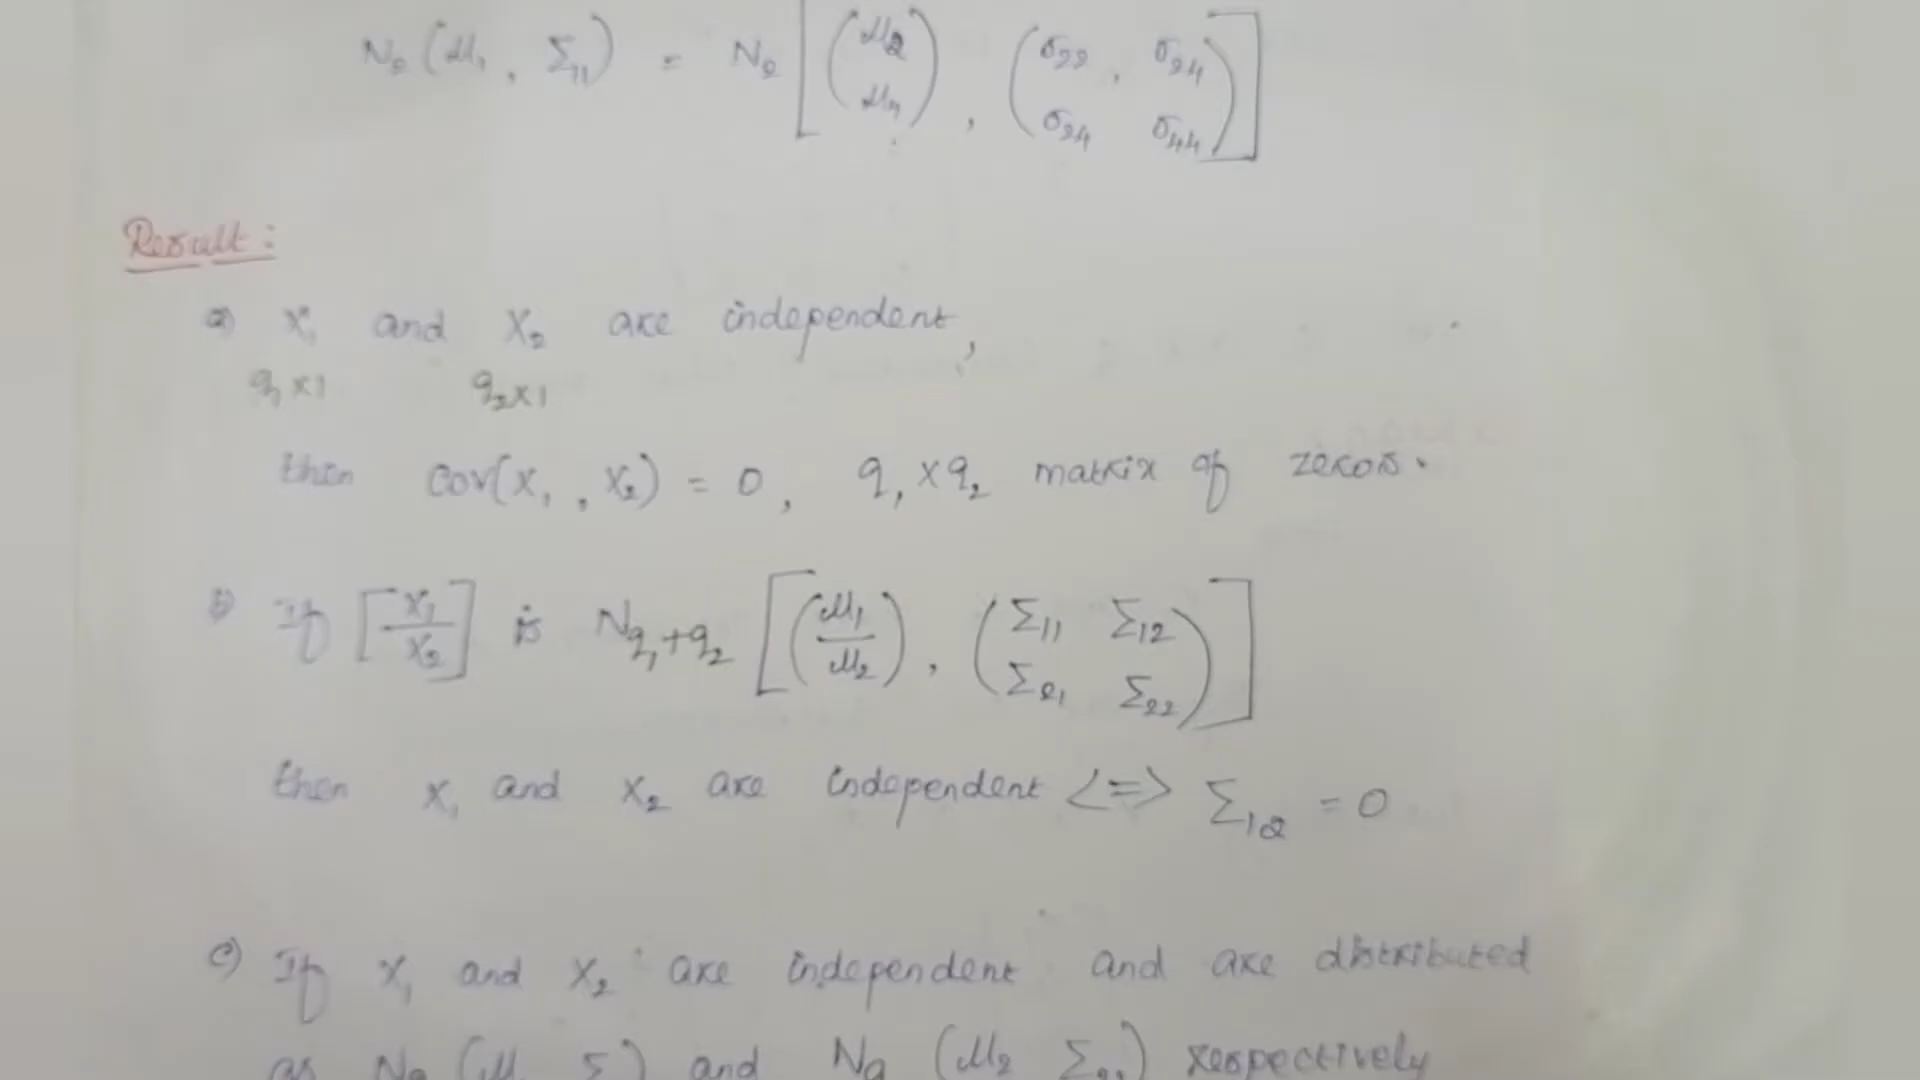 N₂ (μ₁, Σ₁₁) = N₂ [ (μ₂ μ₄), (σ₂₂, σ₂₄ σ₂₄ σ₄₄) ]
Result:
a) X₁ and X₂ are independent,
q₁×1 q₂×1
then cov(X₁, X₂) = 0, q₁×q₂ matrix of zeros.
b) If [X₁/X₂] is N q₁+q₂ [ (μ₁/μ₂), (Σ₁₁ Σ₁₂ Σ₂₁ Σ₂₂) ]
then X₁ and X₂ are independent <=> Σ₁₂ = 0
c) If X₁ and X₂ are independent and are distributed
as N (μ Σ) and N (μ₂ Σ₂₂) respectively